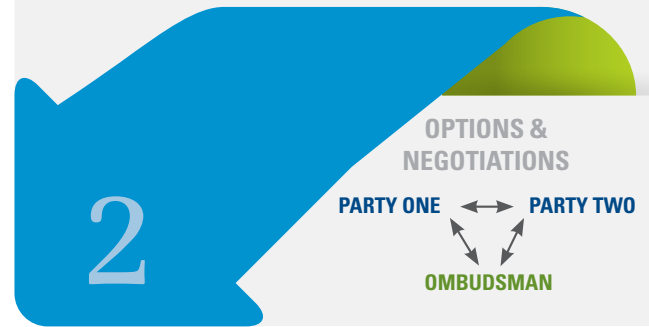 OPTIONS &
NEGOTIATIONS
PARTY ONE PARTY TWO
OMBUDSMAN
2